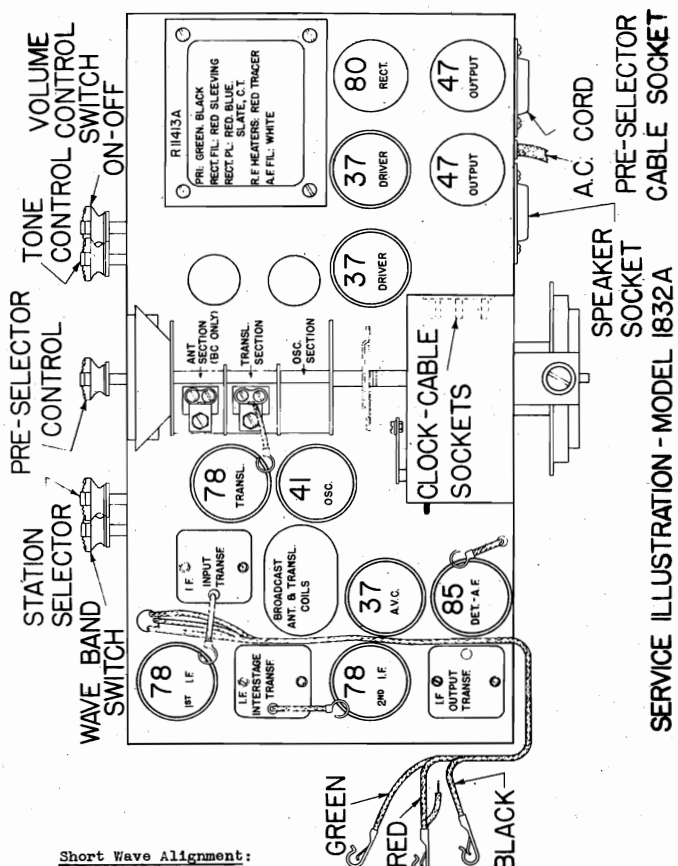 VOLUME
CONTROL
SWITCH
ON-OFF
TONE
CONTROL
PRE-SELECTOR
CONTROL
STATION
SELECTOR
WAVE BAND
SWITCH
R 11413A
PRI: GREEN. BLACK
RECT. FIL: RED SLEEVING
RECT. PL: RED. BLUE.
SLATE, C.T.
R.F HEATERS: RED TRACER
A.F. FIL: WHITE
80
RECT.
47
OUTPUT
37
DRIVER
47
OUTPUT
37
DRIVER
ANT
SECTION
(BC ONLY)
TRANSL.
SECTION
OSC.
SECTION
78
TRANSL.
41
OSC.
CLOCK-CABLE
SOCKETS
I.F.
INPUT
TRANSF.
BROADCAST
ANT. & TRANSL.
COILS
37
A.V.C.
85
DET.-A.F.
78
1ST I.F.
I.F.
INTERSTAGE
TRANSF.
78
2ND I.F.
I.F
OUTPUT
TRANSF.
PRE-SELECTOR
CABLE SOCKET
A.C. CORD
SPEAKER
SOCKET
GREEN
RED
BLACK
SERVICE ILLUSTRATION - MODEL 1832A
Short Wave Alignment: